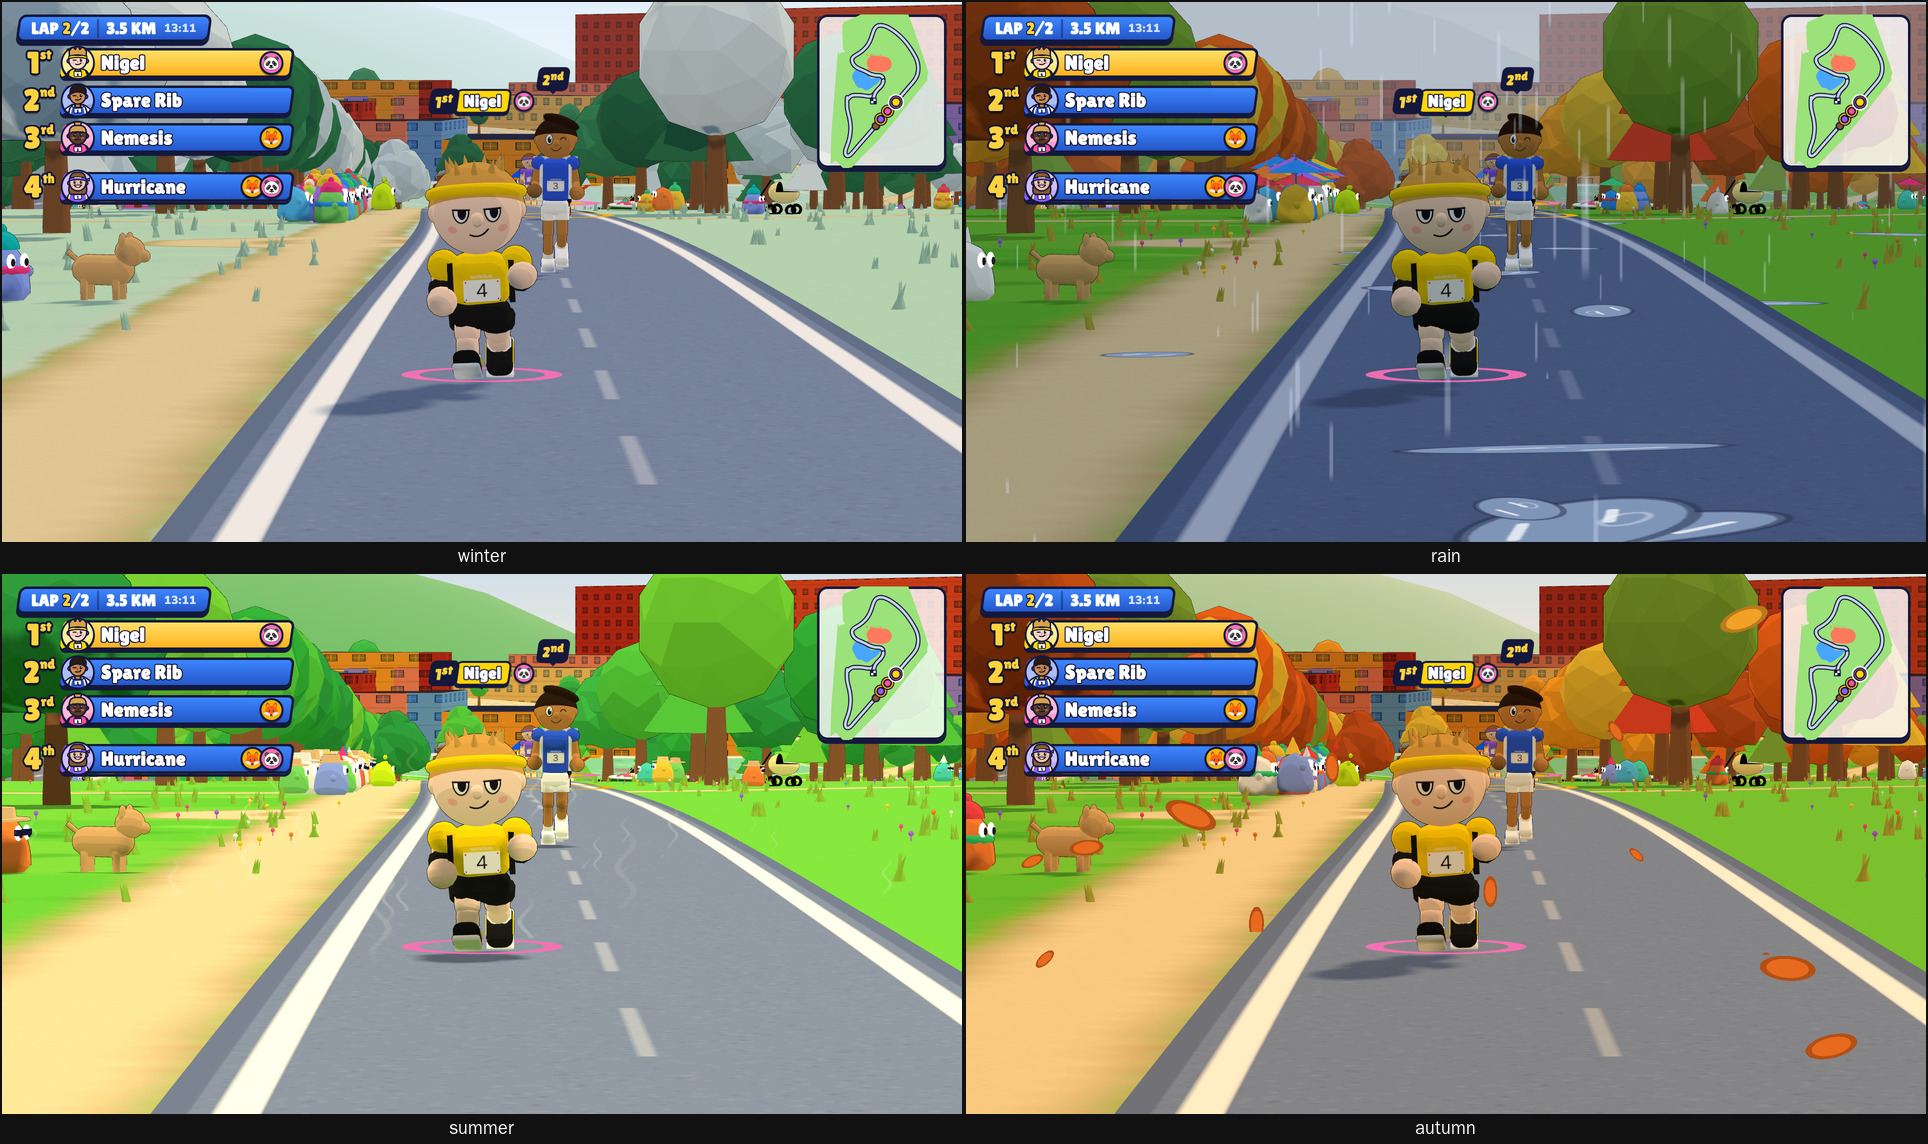 LAP 2/2 3.5 KM 13:11
1st Nigel
2nd Spare Rib
3rd Nemesis
4th Hurricane
2nd
1st Nigel
3
4
winter
LAP 2/2 3.5 KM 13:11
1st Nigel
2nd Spare Rib
3rd Nemesis
4th Hurricane
2nd
1st Nigel
3
4
rain
LAP 2/2 3.5 KM 13:11
1st Nigel
2nd Spare Rib
3rd Nemesis
4th Hurricane
2nd
1st Nigel
3
4
summer
LAP 2/2 3.5 KM 13:11
1st Nigel
2nd Spare Rib
3rd Nemesis
4th Hurricane
2nd
1st Nigel
3
4
autumn